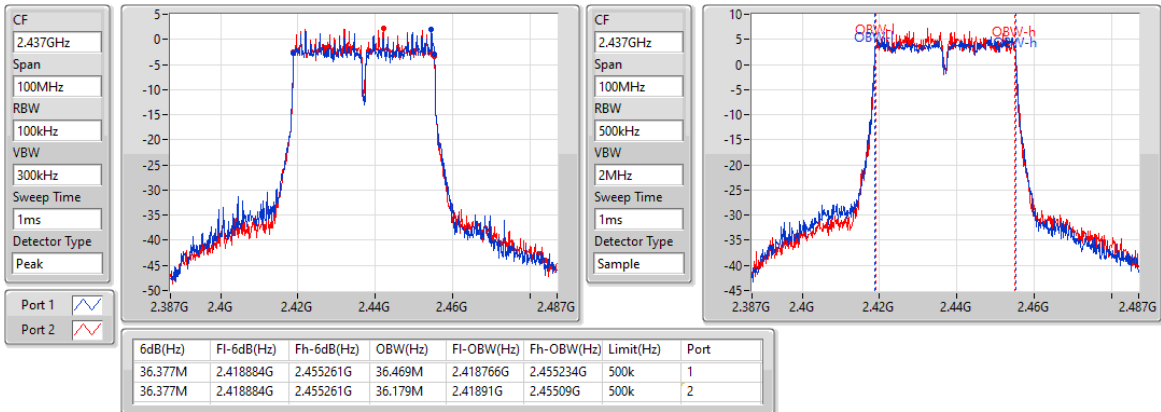 CF
2.437GHz
Span
100MHz
RBW
100kHz
VBW
300kHz
Sweep Time
1ms
Detector Type
Peak
Port 1
Port 2
5
0
-5
-10
-15
-20
-25
-30
-35
-40
-45
-50
2.387G 2.4G 2.42G 2.44G 2.46G 2.487G
CF
2.437GHz
Span
100MHz
RBW
500kHz
VBW
2MHz
Sweep Time
1ms
Detector Type
Sample
10
5
0
-5
-10
-15
-20
-25
-30
-35
-40
-45
OBW-l OBW-h
OBW-l OBW-h
2.387G 2.4G 2.42G 2.44G 2.46G 2.487G
6dB(Hz) Fl-6dB(Hz) Fh-6dB(Hz) OBW(Hz) Fl-OBW(Hz) Fh-OBW(Hz) Limit(Hz) Port
36.377M 2.418884G 2.455261G 36.469M 2.418766G 2.455234G 500k 1
36.377M 2.418884G 2.455261G 36.179M 2.41891G 2.45509G 500k 2